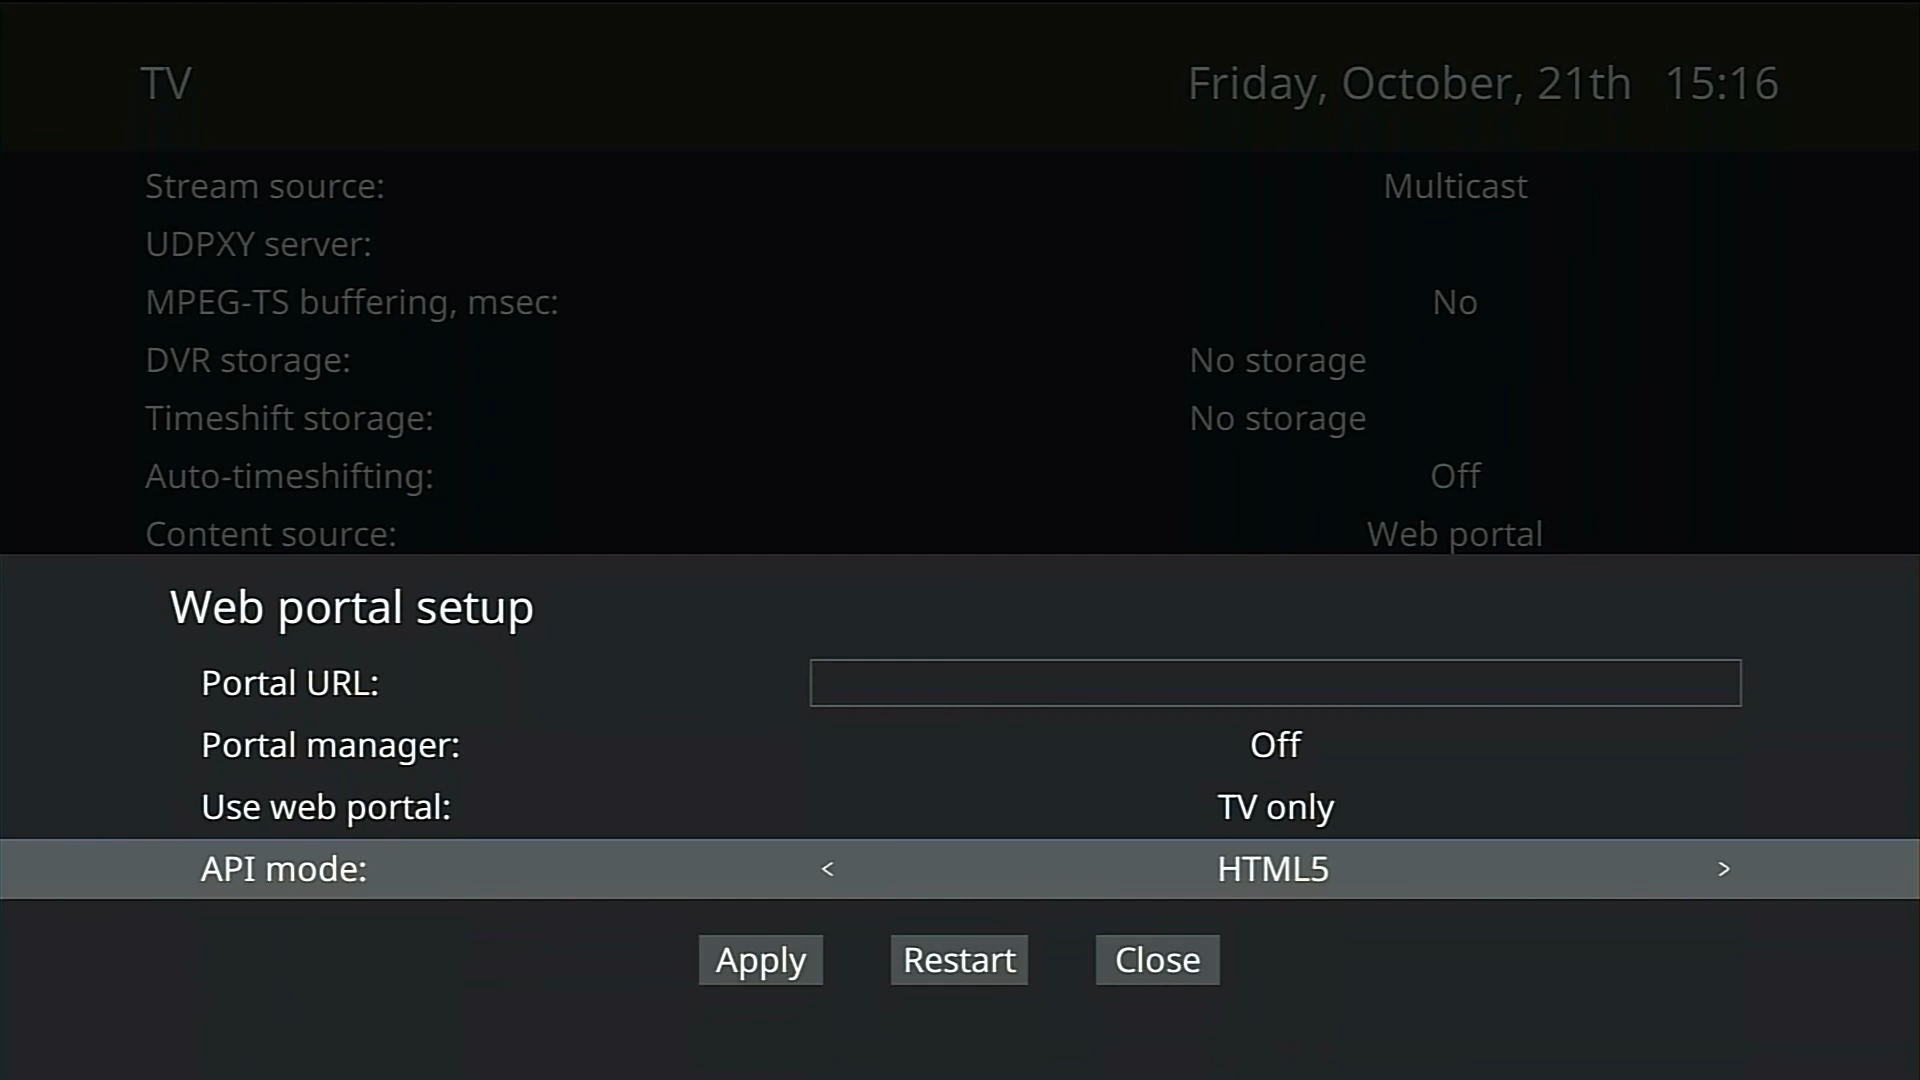 TV Friday, October, 21th 15:16
Stream source: Multicast
UDPXY server:
MPEG-TS buffering, msec: No
DVR storage: No storage
Timeshift storage: No storage
Auto-timeshifting: Off
Content source: Web portal
Web portal setup
Portal URL:
Portal manager: Off
Use web portal: TV only
API mode: < HTML5 >
Apply Restart Close